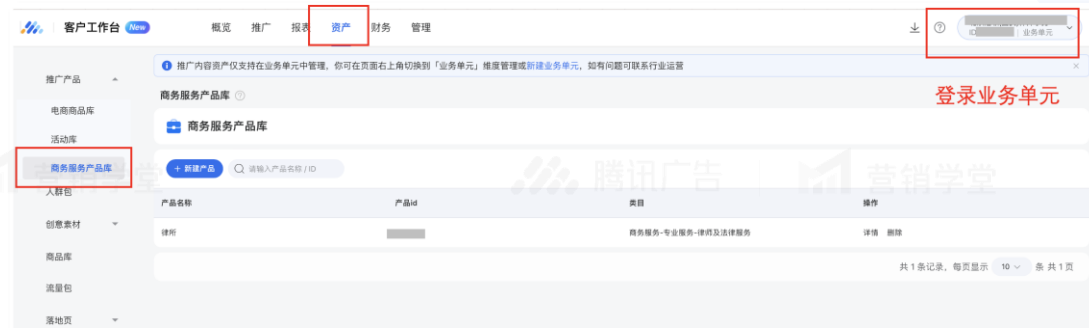 客户工作台 New
概览 推广 报表 资产 财务 管理
ID 业务单元
推广产品
电商商品库
活动库
商务服务产品库
人群包
创意素材
商品库
流量包
落地页
推广内容资产仅支持在业务单元中管理，你可在页面右上角切换到「业务单元」维度管理或新建业务单元，如有问题可联系行业运营
登录业务单元
商务服务产品库
商务服务产品库
+ 新建产品 请输入产品名称 / ID
产品名称 产品id 类目 操作
律所 商务服务-专业服务-律师及法律服务 详情 删除
共 1 条记录，每页显示 10 条 共 1 页
腾讯广告 营销学堂